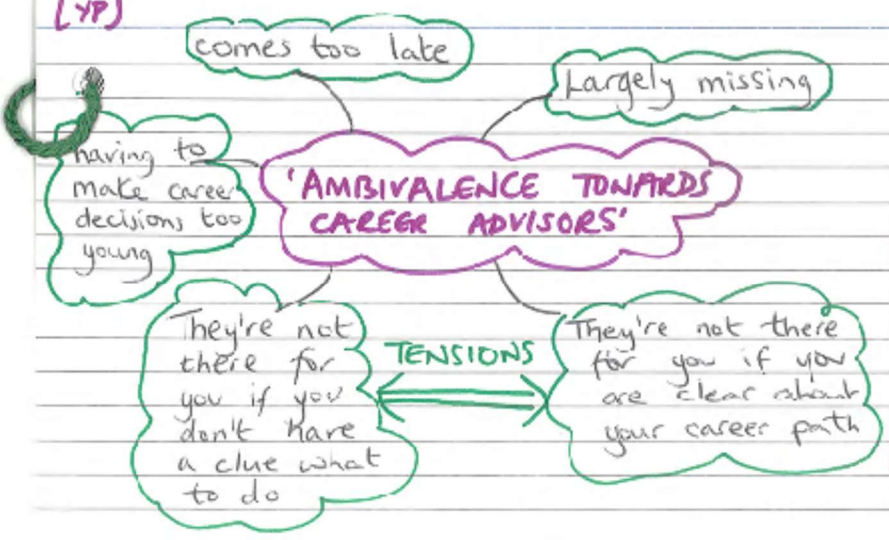 [YP]
comes too late
Largely missing
having to
make career
decisions too
young
'AMBIVALENCE TOWARDS
CAREER ADVISORS'
They're not
there for
you if you
don't have
a clue what
to do
TENSIONS
They're not there
for you if you
are clear about
your career path